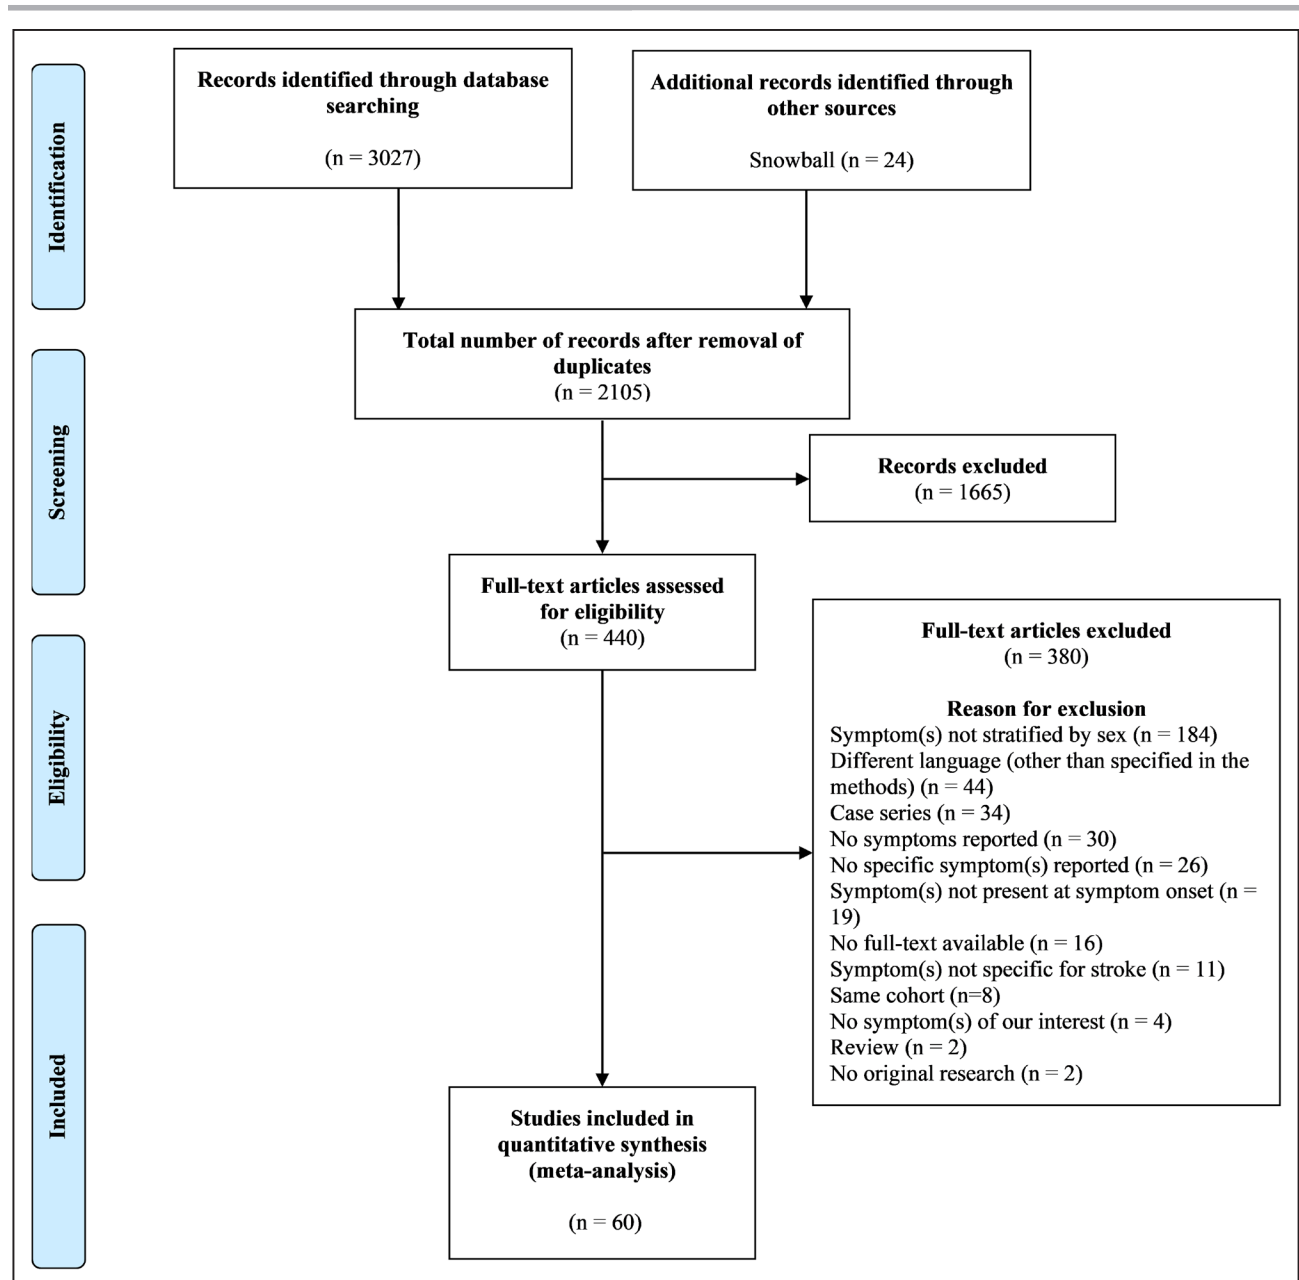 Identification
Records identified through database
searching
(n = 3027)
Additional records identified through
other sources
Snowball (n = 24)
Total number of records after removal of
duplicates
(n = 2105)
Screening
Records excluded
(n = 1665)
Full-text articles assessed
for eligibility
(n = 440)
Eligibility
Full-text articles excluded
(n = 380)
Reason for exclusion
Symptom(s) not stratified by sex (n = 184)
Different language (other than specified in the
methods) (n = 44)
Case series (n = 34)
No symptoms reported (n = 30)
No specific symptom(s) reported (n = 26)
Symptom(s) not present at symptom onset (n =
19)
No full-text available (n = 16)
Symptom(s) not specific for stroke (n = 11)
Same cohort (n=8)
No symptom(s) of our interest (n = 4)
Review (n = 2)
No original research (n = 2)
Included
Studies included in
quantitative synthesis
(meta-analysis)
(n = 60)